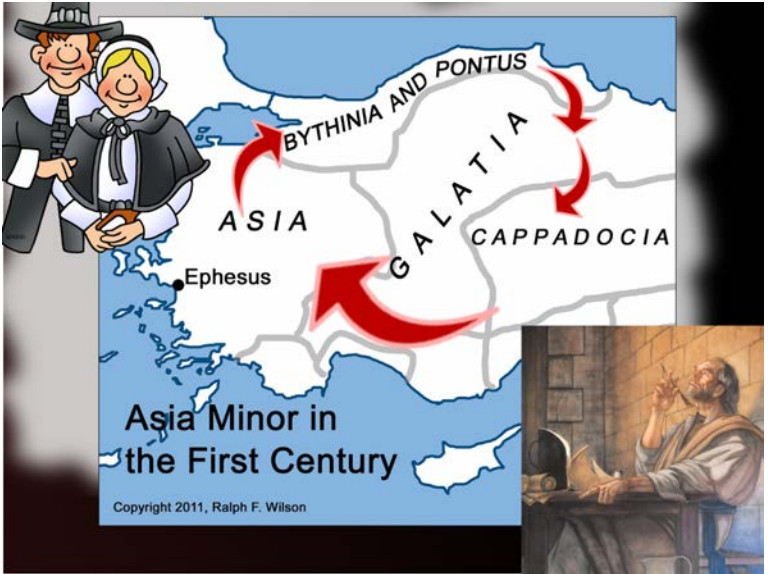 BYTHINIA AND PONTUS
GALATIA
ASIA
CAPPADOCIA
Ephesus
Asia Minor in
the First Century
Copyright 2011, Ralph F. Wilson